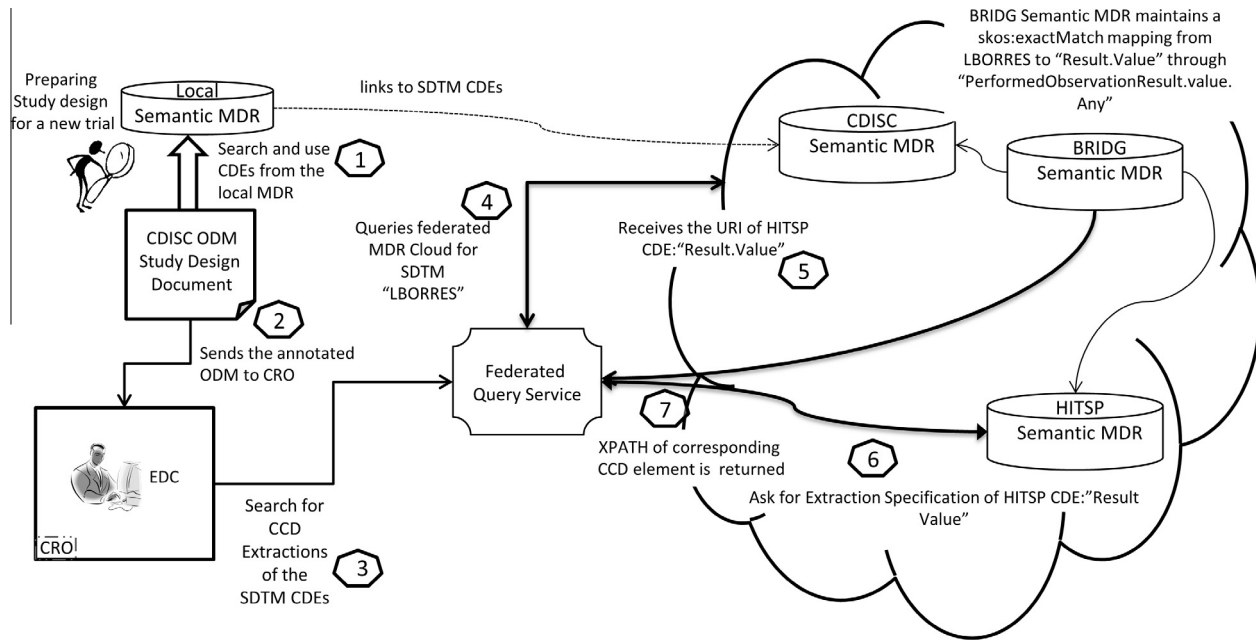 Preparing
Study design
for a new trial
Local
Semantic MDR
links to SDTM CDEs
Search and use
CDEs from the
local MDR
1
CDISC ODM
Study Design
Document
2
Sends the annotated
ODM to CRO
EDC
CRO
Search for
CCD
Extractions
of the
SDTM CDEs
3
4
Queries federated
MDR Cloud for
SDTM
“LBORRES”
Federated
Query Service
BRIDG Semantic MDR maintains a
skos:exactMatch mapping from
LBORRES to “Result.Value” through
“PerformedObservationResult.value.
Any”
CDISC
Semantic MDR
BRIDG
Semantic MDR
Receives the URI of HITSP
CDE:“Result.Value”
5
HITSP
Semantic MDR
7
XPATH of corresponding
CCD element is returned
6
Ask for Extraction Specification of HITSP CDE:”Result
Value”